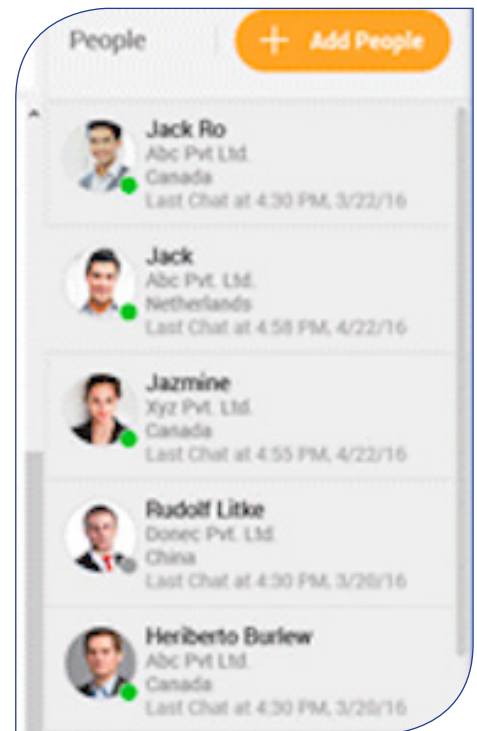 People
+ Add People
Jack Ro
Abc Pvt Ltd.
Canada
Last Chat at 4:30 PM, 3/22/16
Jack
Abc Pvt. Ltd.
Netherlands
Last Chat at 4:58 PM, 4/22/16
Jazmine
Xyz Pvt. Ltd.
Canada
Last Chat at 4:55 PM, 4/22/16
Rudolf Litke
Donec Pvt. Ltd.
China
Last Chat at 4:30 PM, 3/20/16
Heriberto Burlew
Abc Pvt Ltd.
Canada
Last Chat at 4:30 PM, 3/20/16